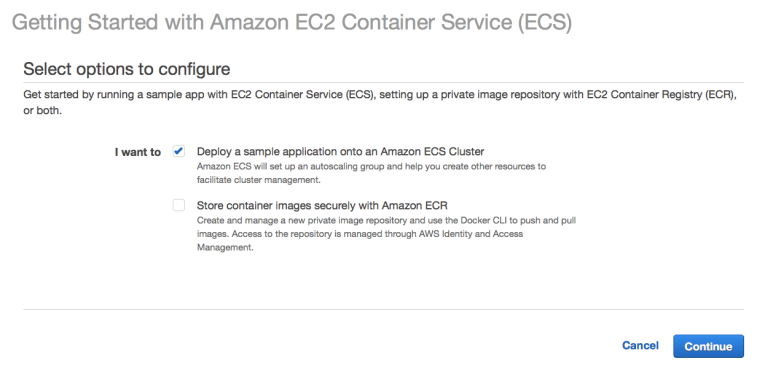 Getting Started with Amazon EC2 Container Service (ECS)
Select options to configure
Get started by running a sample app with EC2 Container Service (ECS), setting up a private image repository with EC2 Container Registry (ECR),
or both.
I want to Deploy a sample application onto an Amazon ECS Cluster
Amazon ECS will set up an autoscaling group and help you create other resources to
facilitate cluster management.
Store container images securely with Amazon ECR
Create and manage a new private image repository and use the Docker CLI to push and pull
images. Access to the repository is managed through AWS Identity and Access
Management.
Cancel Continue